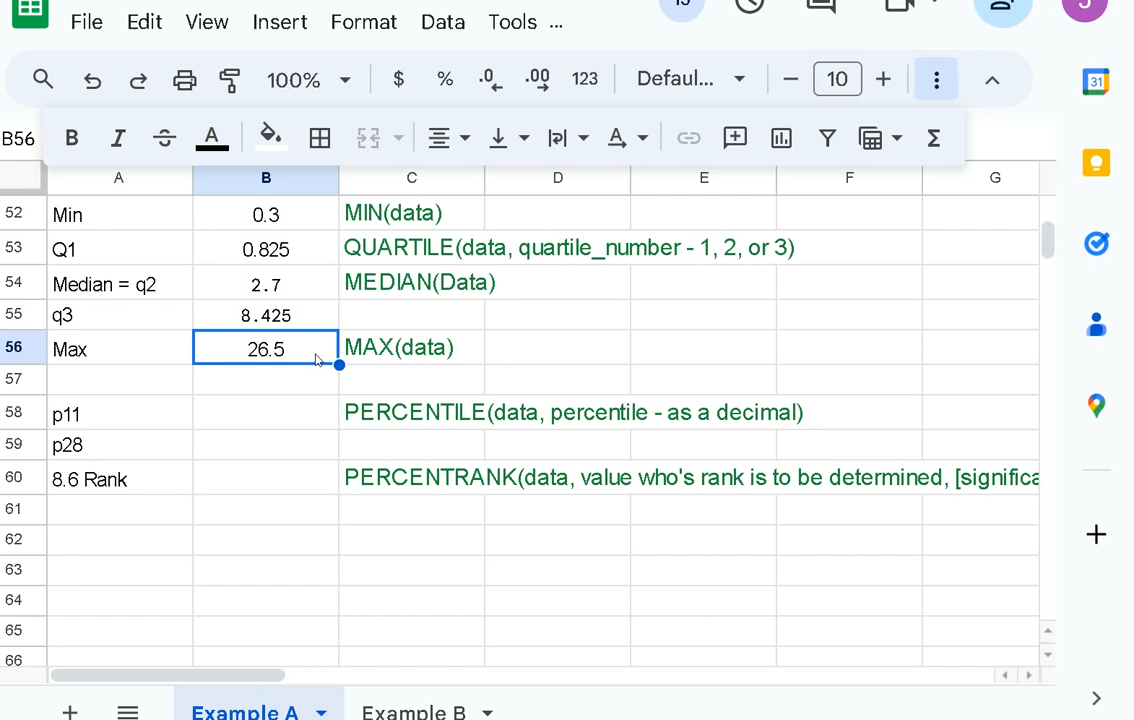 File Edit View Insert Format Data Tools ...
100% $ % .0 .00 123 Defaul... 10
31
B I A A Σ
B56
A B C D E F G
52 Min 0.3 MIN(data)
53 Q1 0.825 QUARTILE(data, quartile_number - 1, 2, or 3)
54 Median = q2 2.7 MEDIAN(Data)
55 q3 8.425
56 Max 26.5 MAX(data)
57
58 p11 PERCENTILE(data, percentile - as a decimal)
59 p28
60 8.6 Rank PERCENTRANK(data, value who's rank is to be determined, [significa
61
62
63
64
65
66
Example A Example B